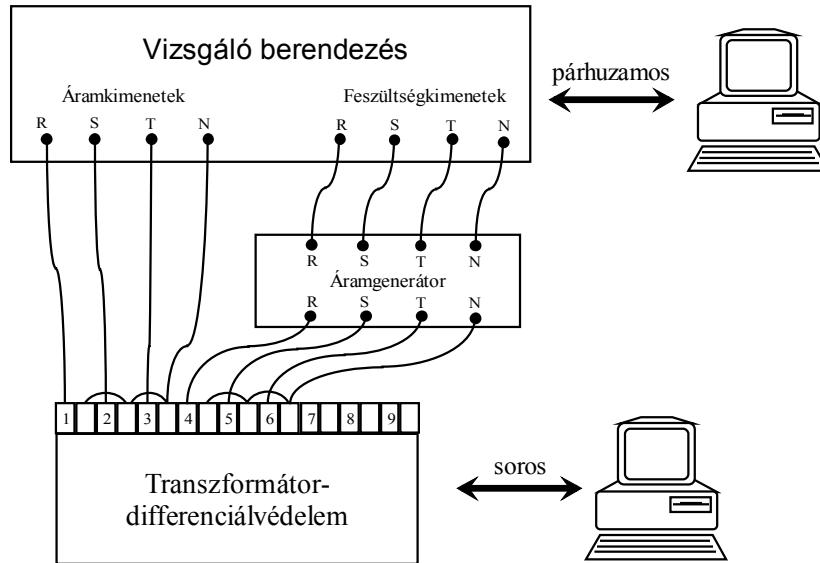 Vizsgáló berendezés
Áramkimenetek
Feszültségkimenetek
R S T N
R S T N
párhuzamos
R S T N
Áramgenerátor
R S T N
1 2 3 4 5 6 7 8 9
Transzformátor-
differenciálvédelem
soros